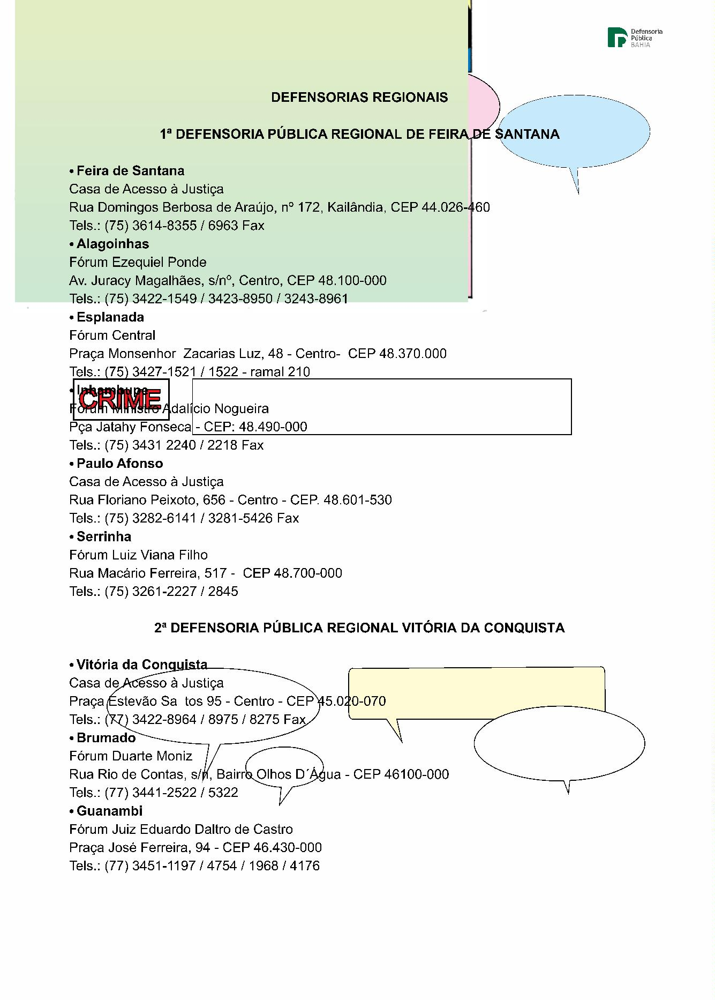 Defensoria
Pública
BAHIA
DEFENSORIAS REGIONAIS
1ª DEFENSORIA PÚBLICA REGIONAL DE FEIRA DE SANTANA
• Feira de Santana
Casa de Acesso à Justiça
Rua Domingos Berbosa de Araújo, nº 172, Kailândia, CEP 44.026-460
Tels.: (75) 3614-8355 / 6963 Fax
• Alagoinhas
Fórum Ezequiel Ponde
Av. Juracy Magalhães, s/nº, Centro, CEP 48.100-000
Tels.: (75) 3422-1549 / 3423-8950 / 3243-8961
• Esplanada
Fórum Central
Praça Monsenhor  Zacarias Luz, 48 - Centro-  CEP 48.370.000
Tels.: (75) 3427-1521 / 1522 - ramal 210
• Inhambupe
CRIME
Fórum Ministro Adalício Nogueira
Pça Jatahy Fonseca - CEP: 48.490-000
Tels.: (75) 3431 2240 / 2218 Fax
• Paulo Afonso
Casa de Acesso à Justiça
Rua Floriano Peixoto, 656 - Centro - CEP. 48.601-530
Tels.: (75) 3282-6141 / 3281-5426 Fax
• Serrinha
Fórum Luiz Viana Filho
Rua Macário Ferreira, 517 -  CEP 48.700-000
Tels.: (75) 3261-2227 / 2845
2ª DEFENSORIA PÚBLICA REGIONAL VITÓRIA DA CONQUISTA
• Vitória da Conquista
Casa de Acesso à Justiça
Praça Estevão Sa  tos 95 - Centro - CEP 45.020-070
Tels.: (77) 3422-8964 / 8975 / 8275 Fax
• Brumado
Fórum Duarte Moniz
Rua Rio de Contas, s/n, Bairro Olhos D´Água - CEP 46100-000
Tels.: (77) 3441-2522 / 5322
• Guanambi
Fórum Juiz Eduardo Daltro de Castro
Praça José Ferreira, 94 - CEP 46.430-000
Tels.: (77) 3451-1197 / 4754 / 1968 / 4176